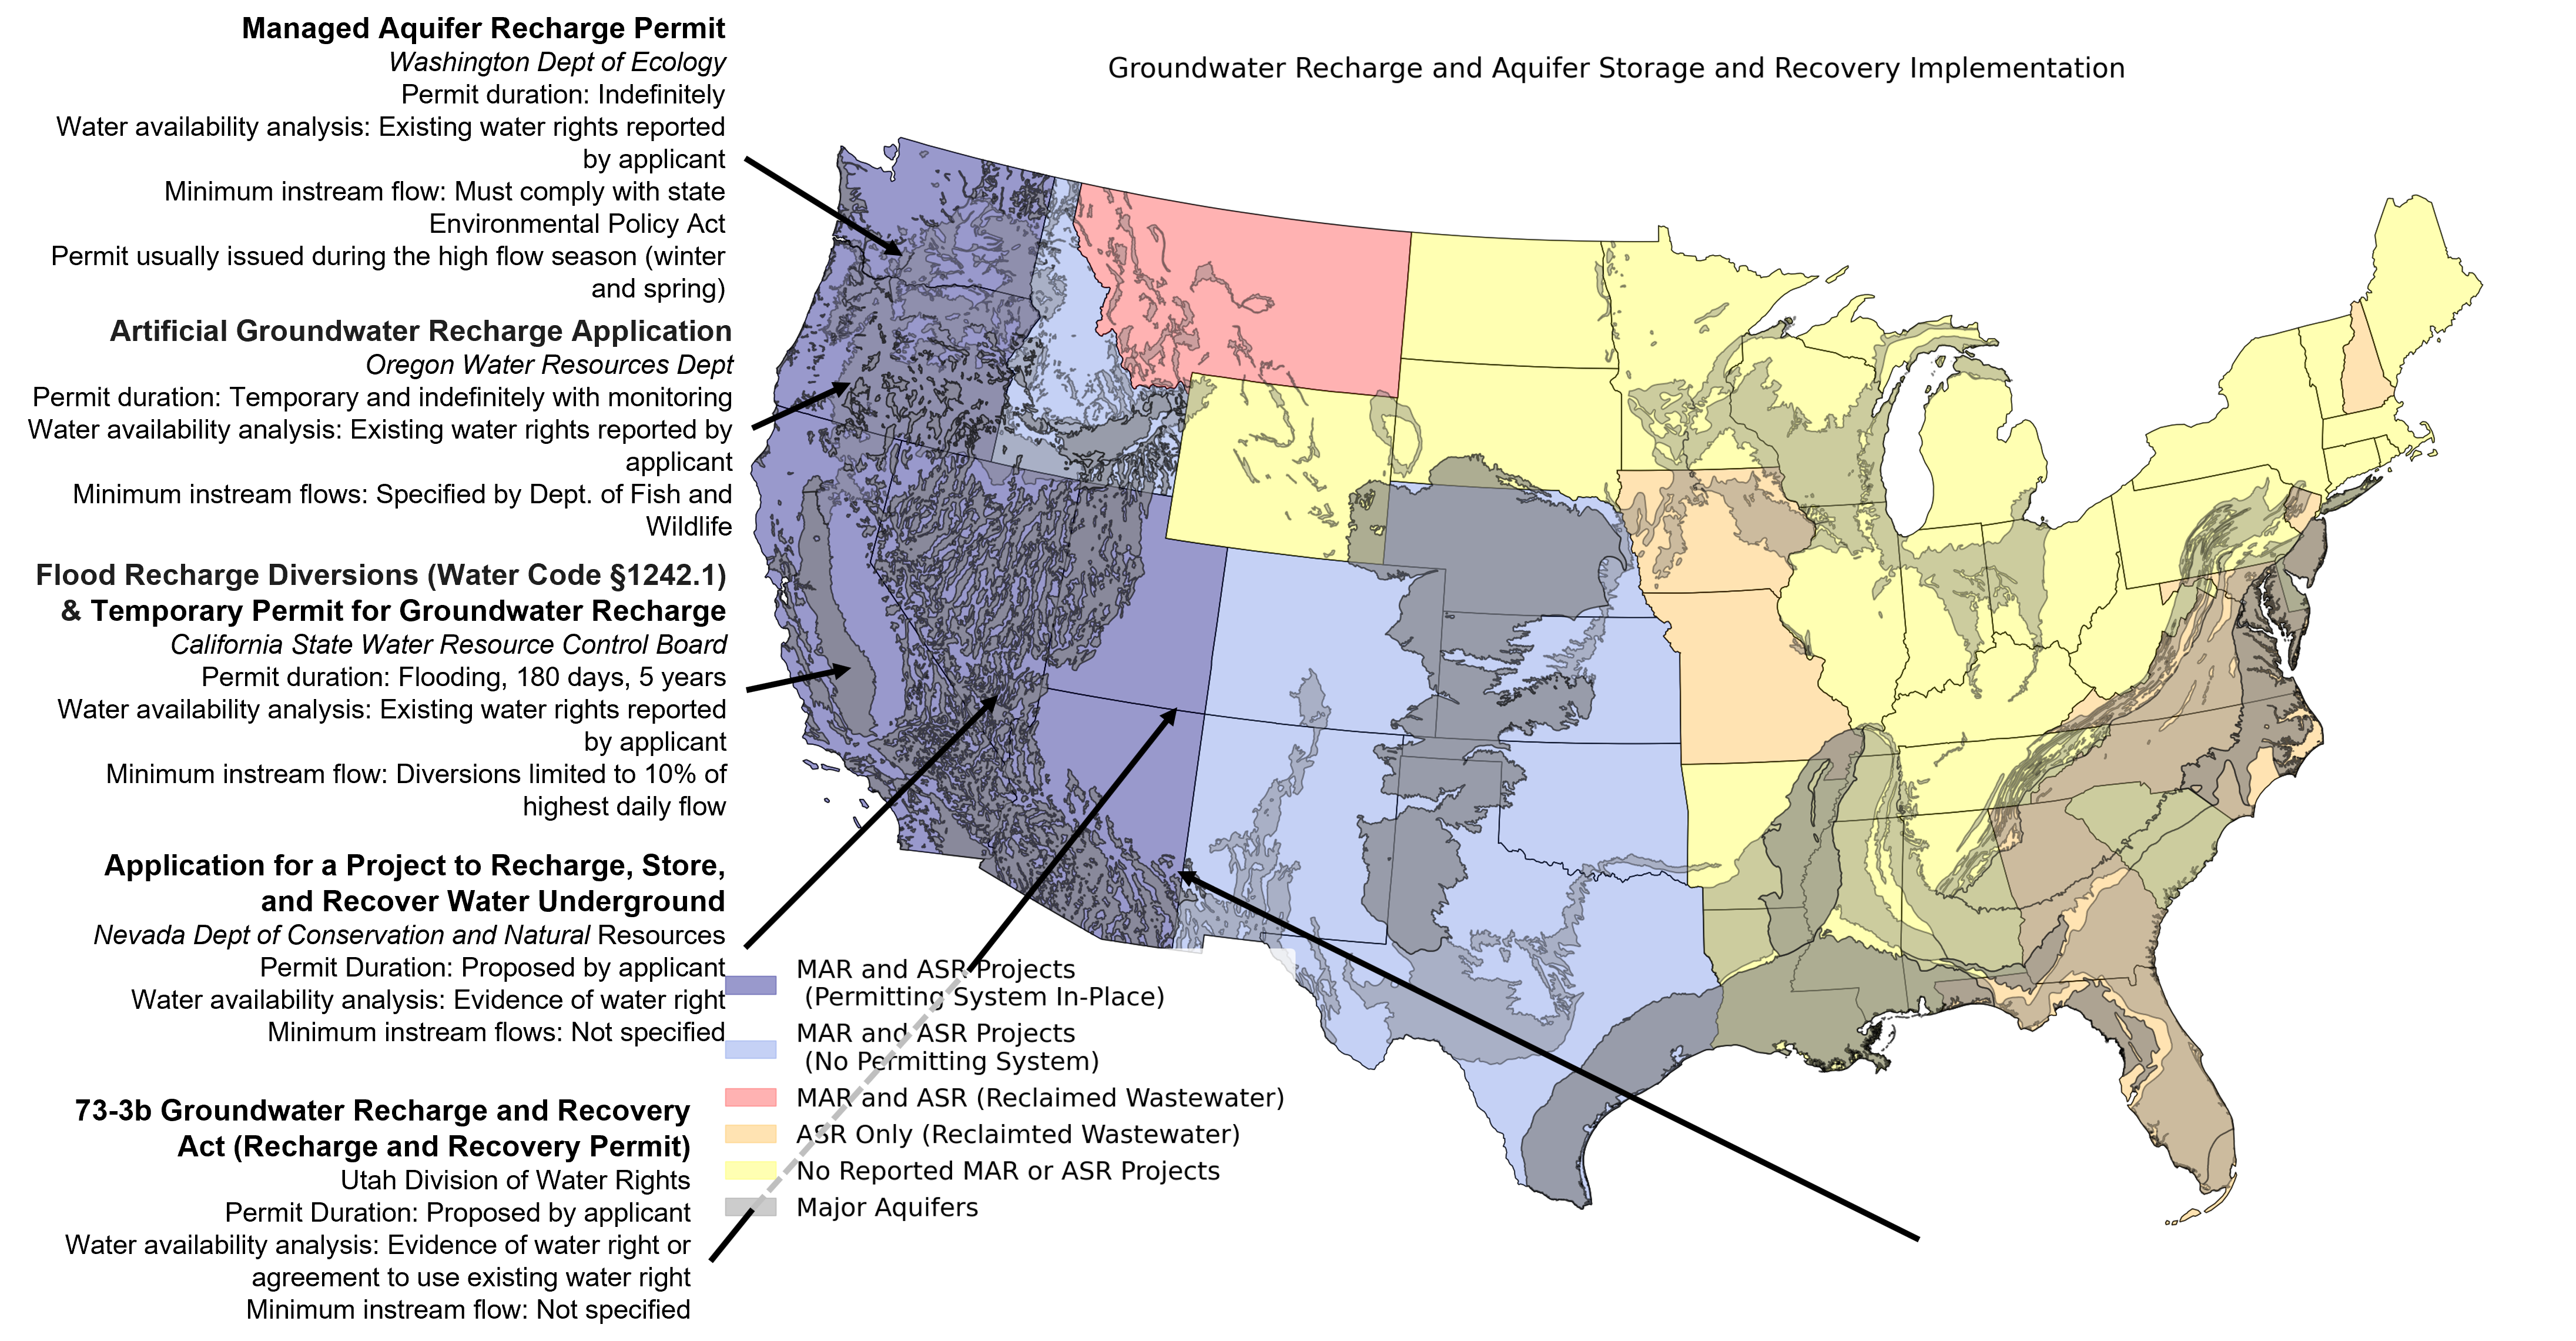 Managed Aquifer Recharge Permit
Washington Dept of Ecology
Permit duration: Indefinitely
Water availability analysis: Existing water rights reported
by applicant
Minimum instream flow: Must comply with state
Environmental Policy Act
Permit usually issued during the high flow season (winter
and spring)
Artificial Groundwater Recharge Application
Oregon Water Resources Dept
Permit duration: Temporary and indefinitely with monitoring
Water availability analysis: Existing water rights reported by
applicant
Minimum instream flows: Specified by Dept. of Fish and
Wildlife
Flood Recharge Diversions (Water Code §1242.1)
& Temporary Permit for Groundwater Recharge
California State Water Resource Control Board
Permit duration: Flooding, 180 days, 5 years
Water availability analysis: Existing water rights reported
by applicant
Minimum instream flow: Diversions limited to 10% of
highest daily flow
Application for a Project to Recharge, Store,
and Recover Water Underground
Nevada Dept of Conservation and Natural Resources
Permit Duration: Proposed by applicant
Water availability analysis: Evidence of water right
Minimum instream flows: Not specified
73-3b Groundwater Recharge and Recovery
Act (Recharge and Recovery Permit)
Utah Division of Water Rights
Permit Duration: Proposed by applicant
Water availability analysis: Evidence of water right or
agreement to use existing water right
Minimum instream flow: Not specified
Groundwater Recharge and Aquifer Storage and Recovery Implementation
MAR and ASR Projects
(Permitting System In-Place)
MAR and ASR Projects
(No Permitting System)
MAR and ASR (Reclaimed Wastewater)
ASR Only (Reclaimted Wastewater)
No Reported MAR or ASR Projects
Major Aquifers